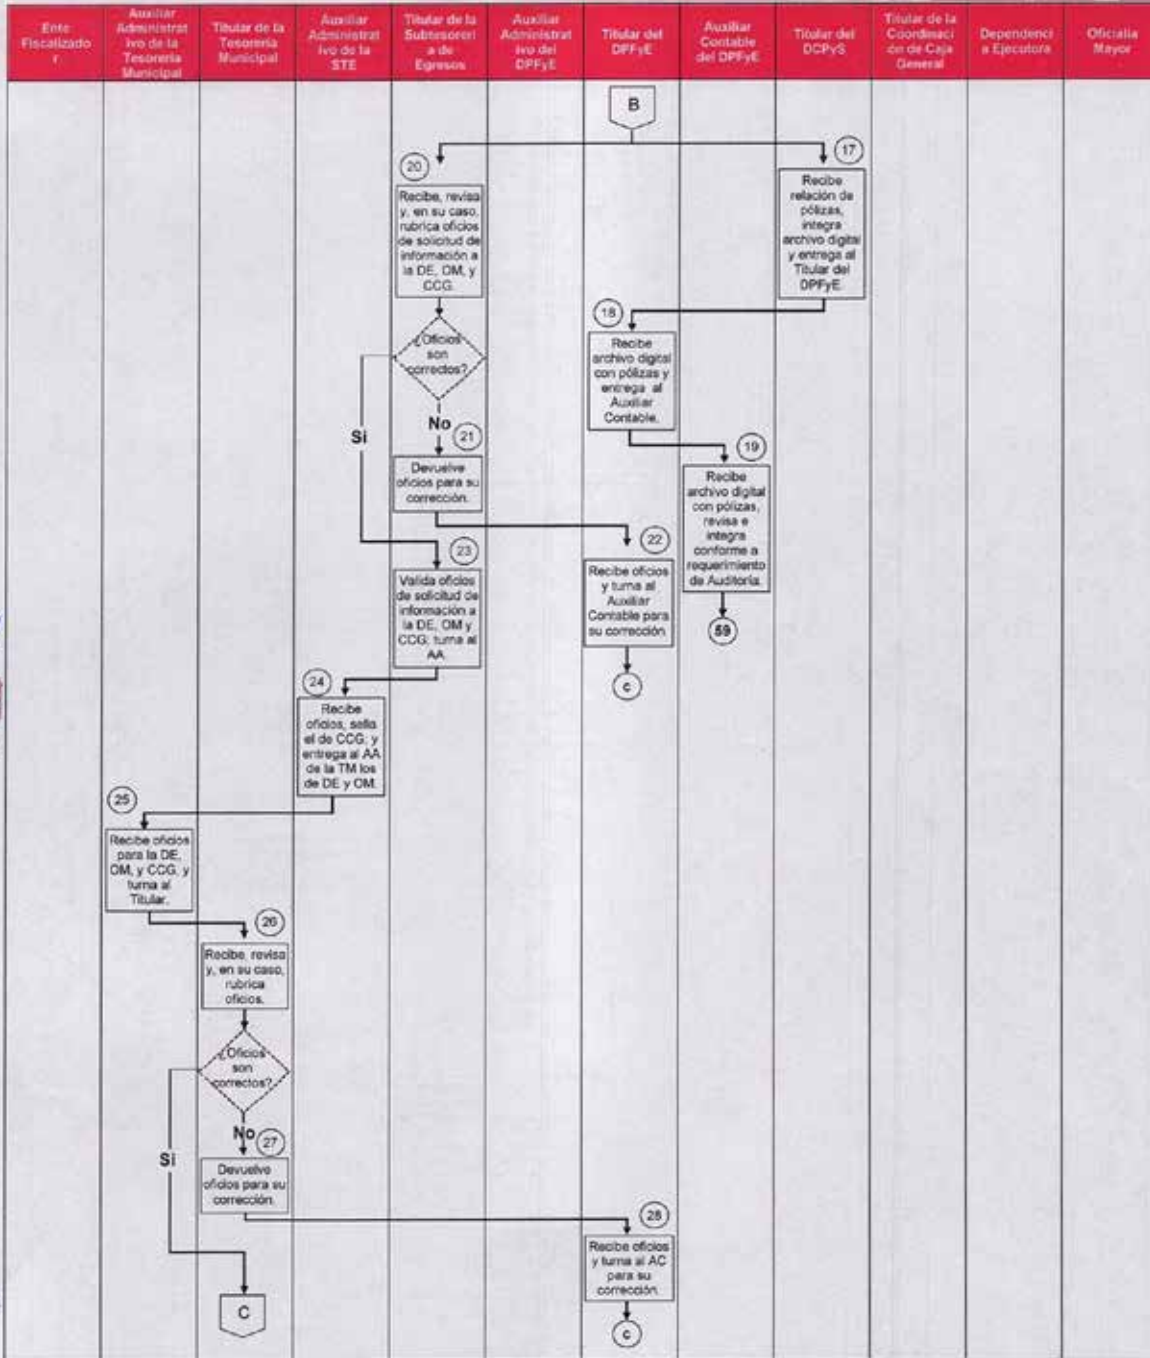 Ente
Fiscalizado
r
Auxiliar
Administrat
ivo de la
Tesorería
Municipal
Titular de la
Tesorería
Municipal
Auxiliar
Administrat
ivo de la
STE
Titular de la
Subtesorerí
a de
Egresos
Auxiliar
Administrat
ivo del
DPFyE
Titular del
DPFyE
Auxiliar
Contable
del DPFyE
Titular del
DCPyS
Titular de la
Coordinaci
ón de Caja
General
Dependenci
a Ejecutora
Oficialía
Mayor
B
20
Recibe, revisa
y, en su caso,
rubrica oficios
de solicitud de
información a
la DE, OM, y
CCG.
17
Recibe
relación de
pólizas,
integra
archivo digital
y entrega al
Titular del
DPFyE.
¿Oficios
son
correctos?
18
Recibe
archivo digital
con pólizas y
entrega al
Auxiliar
Contable.
Si
No
21
Devuelve
oficios para su
corrección.
19
Recibe
archivo digital
con pólizas,
revisa e
integra
conforme a
requerimiento
de Auditoría.
59
23
Valida oficios
de solicitud de
información a
la DE, OM y
CCG; turna al
AA.
22
Recibe oficios
y turna al
Auxiliar
Contable para
su corrección.
c
24
Recibe
oficios, sella
el de CCG; y
entrega al AA
de la TM los
de DE y OM.
25
Recibe oficios
para la DE,
OM, y CCG, y
turna al
Titular.
26
Recibe, revisa
y, en su caso,
rubrica
oficios.
¿Oficios
son
correctos?
Si
No
27
Devuelve
oficios para su
corrección.
28
Recibe oficios
y turna al AC
para su
corrección.
c
C